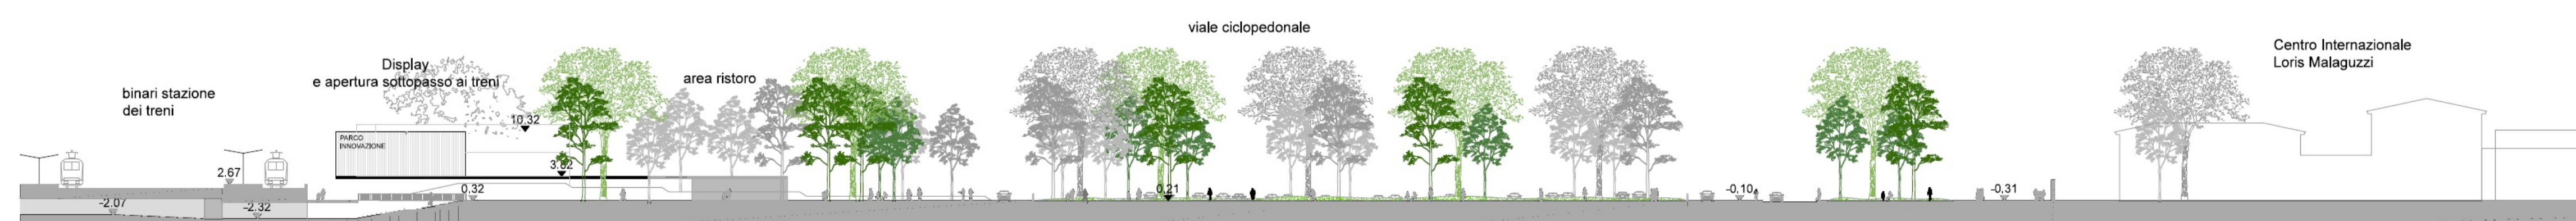 viale ciclopedonale
Centro Internazionale
Loris Malaguzzi
Display
e apertura sottopasso ai treni
area ristoro
binari stazione
dei treni
10,32
PARCO
INNOVAZIONE
3.82
2.67
0.32
0,21
-0,10
-0,31
-2.07
-2.32